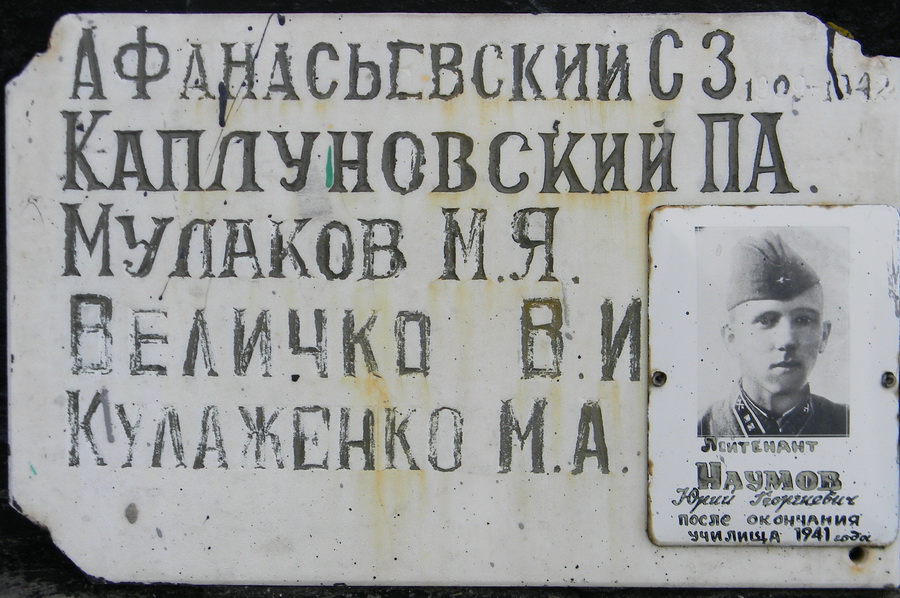 Афанасьевский С З
Каплуновский П А.
Мулаков М.Я.
Величко В.И
Кулаженко М.А.
Лейтенант
Наумов
Юрий Георгиевич
после окончания
училища 1941 года